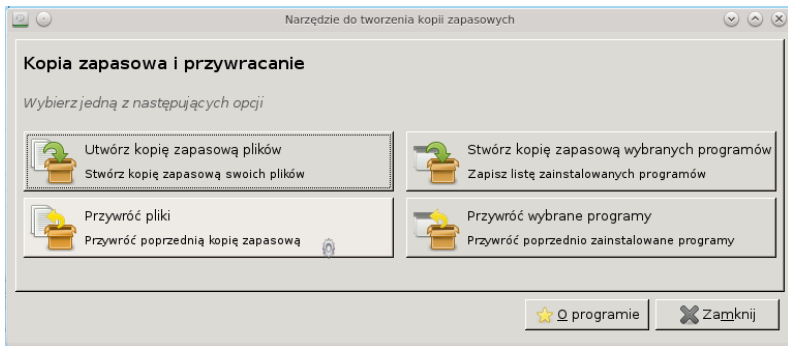 Narzędzie do tworzenia kopii zapasowych
Kopia zapasowa i przywracanie
Wybierz jedną z następujących opcji
Utwórz kopię zapasową plików
Stwórz kopię zapasową swoich plików
Stwórz kopię zapasową wybranych programów
Zapisz listę zainstalowanych programów
Przywróć pliki
Przywróć poprzednią kopię zapasową
Przywróć wybrane programy
Przywróć poprzednio zainstalowane programy
O programie
Zamknij